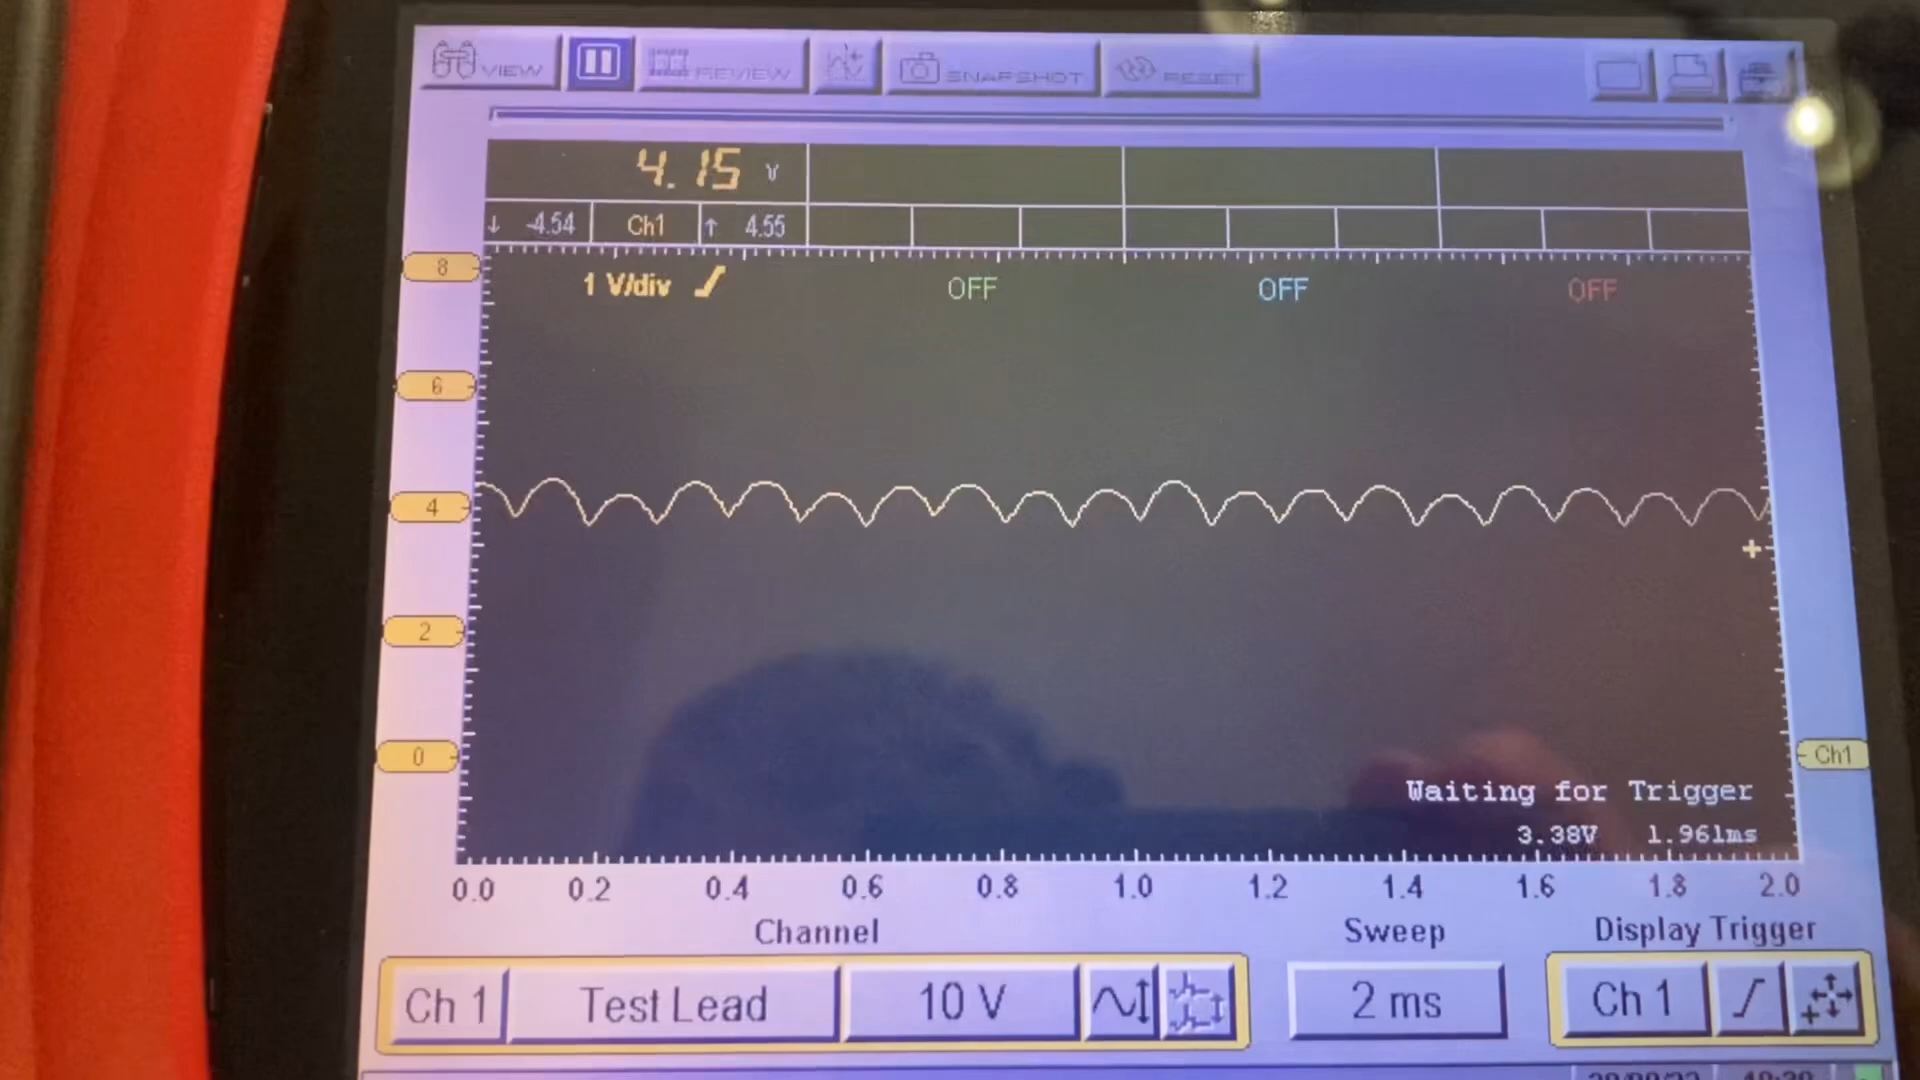 VIEW REVIEW SNAPSHOT RESET
4.15 V
↓ -4.54 Ch1 ↑ 4.55
8
1 V/div OFF OFF OFF
6
4
2
0
Ch1
Waiting for Trigger
3.38V 1.961ms
0.0 0.2 0.4 0.6 0.8 1.0 1.2 1.4 1.6 1.8 2.0
Channel Sweep Display Trigger
Ch 1 Test Lead 10 V 2 ms Ch 1